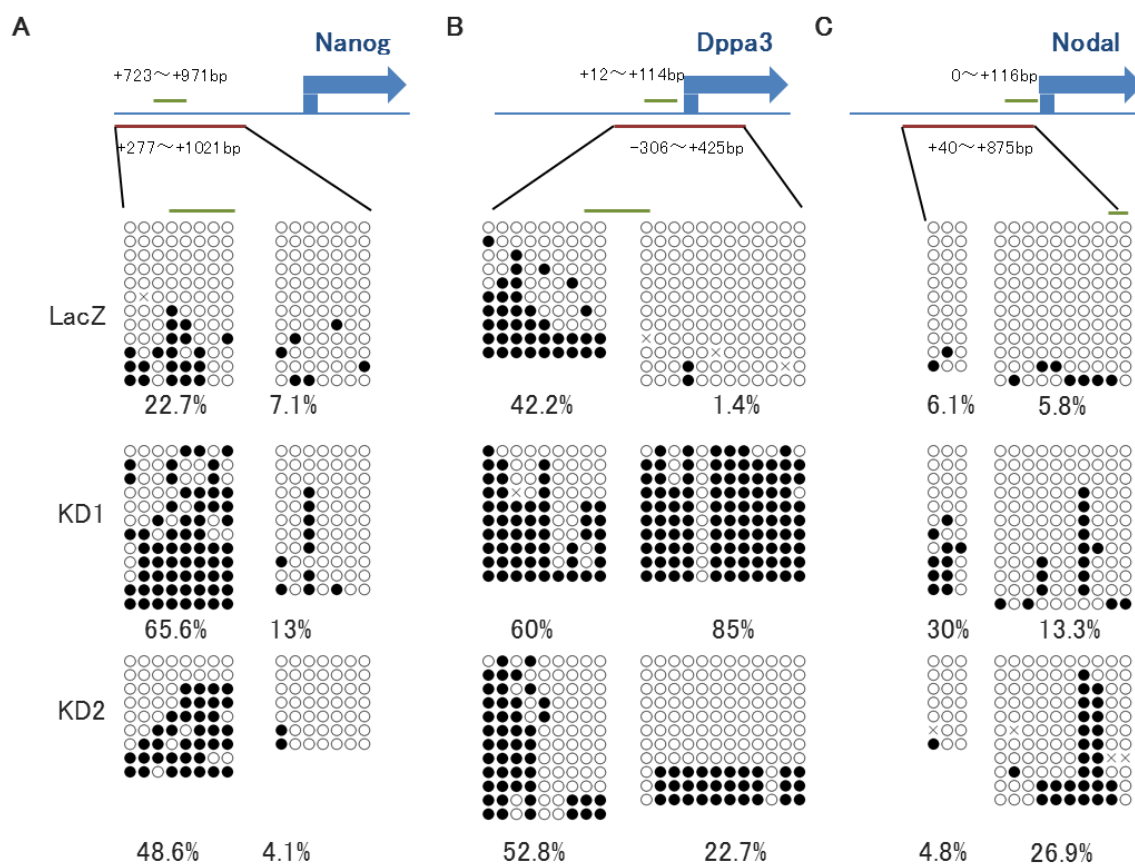 A B C
Nanog Dppa3 Nodal
+723～+971bp +12～+114bp 0～+116bp
+277～+1021bp -306～+425bp +40～+875bp
LacZ
22.7% 7.1% 42.2% 1.4% 6.1% 5.8%
KD1
65.6% 13% 60% 85% 30% 13.3%
KD2
48.6% 4.1% 52.8% 22.7% 4.8% 26.9%